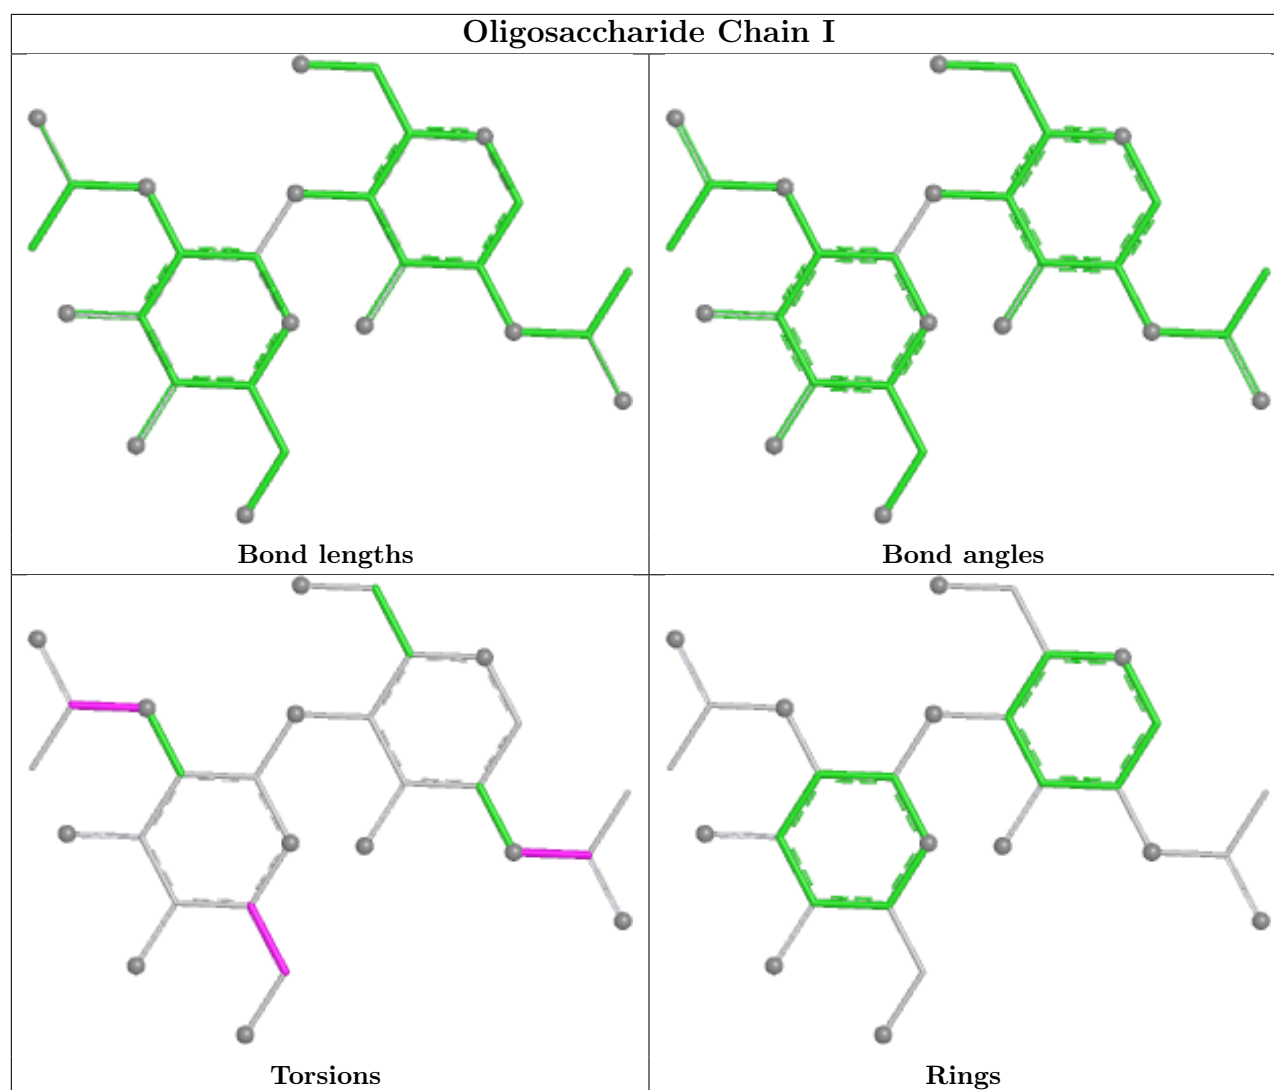 Oligosaccharide Chain I
Bond lengths
Bond angles
Torsions
Rings